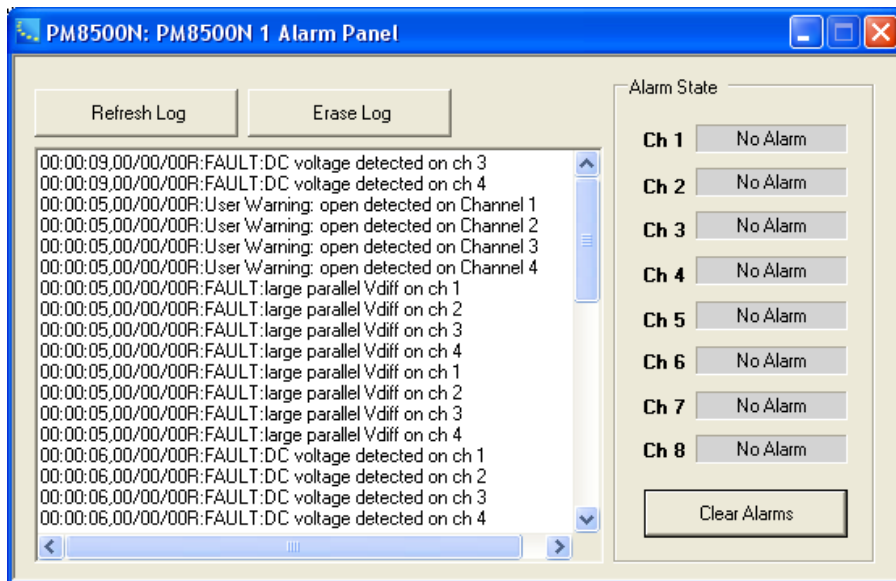 PM8500N: PM8500N 1 Alarm Panel
Refresh Log
Erase Log
00:00:09,00/00/00R:FAULT:DC voltage detected on ch 3
00:00:09,00/00/00R:FAULT:DC voltage detected on ch 4
00:00:05,00/00/00R:User Warning: open detected on Channel 1
00:00:05,00/00/00R:User Warning: open detected on Channel 2
00:00:05,00/00/00R:User Warning: open detected on Channel 3
00:00:05,00/00/00R:User Warning: open detected on Channel 4
00:00:05,00/00/00R:FAULT:large parallel Vdiff on ch 1
00:00:05,00/00/00R:FAULT:large parallel Vdiff on ch 2
00:00:05,00/00/00R:FAULT:large parallel Vdiff on ch 3
00:00:05,00/00/00R:FAULT:large parallel Vdiff on ch 4
00:00:05,00/00/00R:FAULT:large parallel Vdiff on ch 1
00:00:05,00/00/00R:FAULT:large parallel Vdiff on ch 2
00:00:05,00/00/00R:FAULT:large parallel Vdiff on ch 3
00:00:05,00/00/00R:FAULT:large parallel Vdiff on ch 4
00:00:06,00/00/00R:FAULT:DC voltage detected on ch 1
00:00:06,00/00/00R:FAULT:DC voltage detected on ch 2
00:00:06,00/00/00R:FAULT:DC voltage detected on ch 3
00:00:06,00/00/00R:FAULT:DC voltage detected on ch 4
Alarm State
Ch 1 No Alarm
Ch 2 No Alarm
Ch 3 No Alarm
Ch 4 No Alarm
Ch 5 No Alarm
Ch 6 No Alarm
Ch 7 No Alarm
Ch 8 No Alarm
Clear Alarms